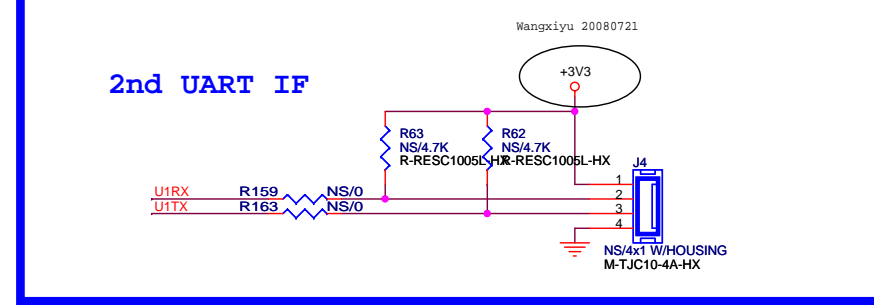 Wangxiyu 20080721
+3V3
2nd UART IF
R63
NS/4.7K
R-RESC1005L-HX
R62
NS/4.7K
R-RESC1005L-HX
J4
1
2
3
4
U1RX
R159
NS/0
U1TX
R163
NS/0
NS/4x1 W/HOUSING
M-TJC10-4A-HX